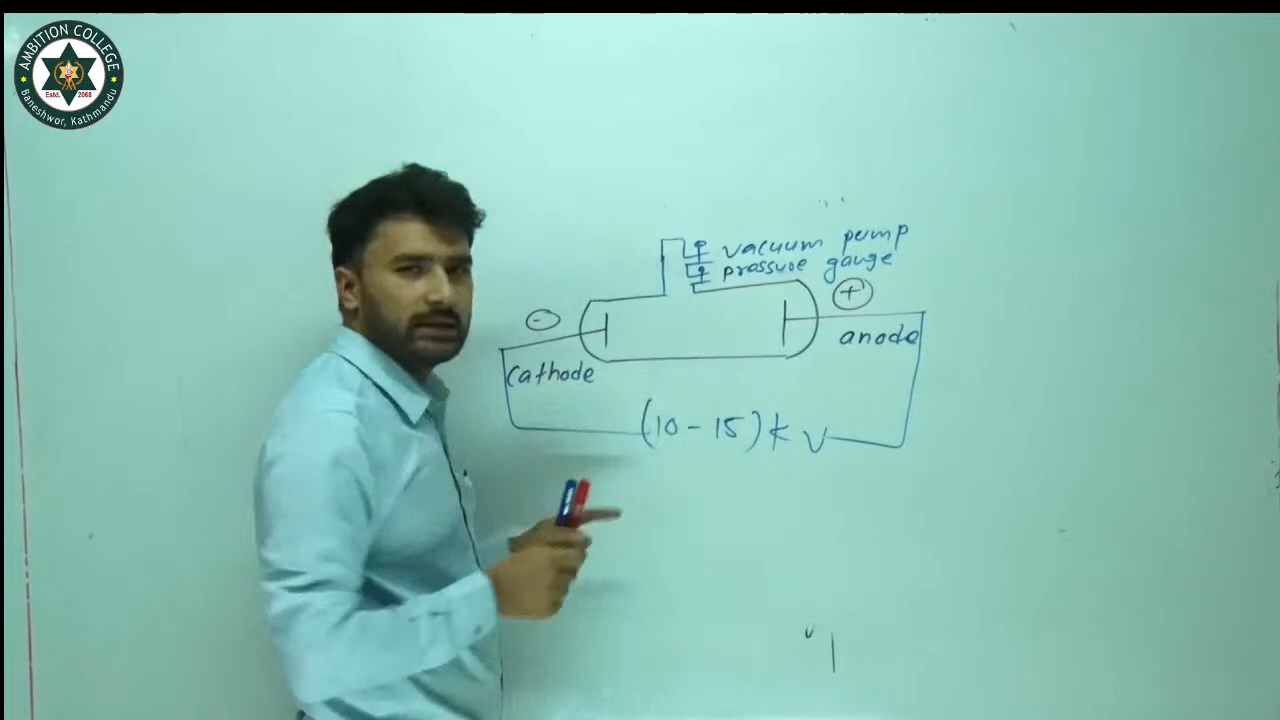 AMBITION COLLEGE
Estd. 2068
Baneshwor, Kathmandu
vacuum pump
pressure gauge
- +
anode
cathode
(10-15) k V